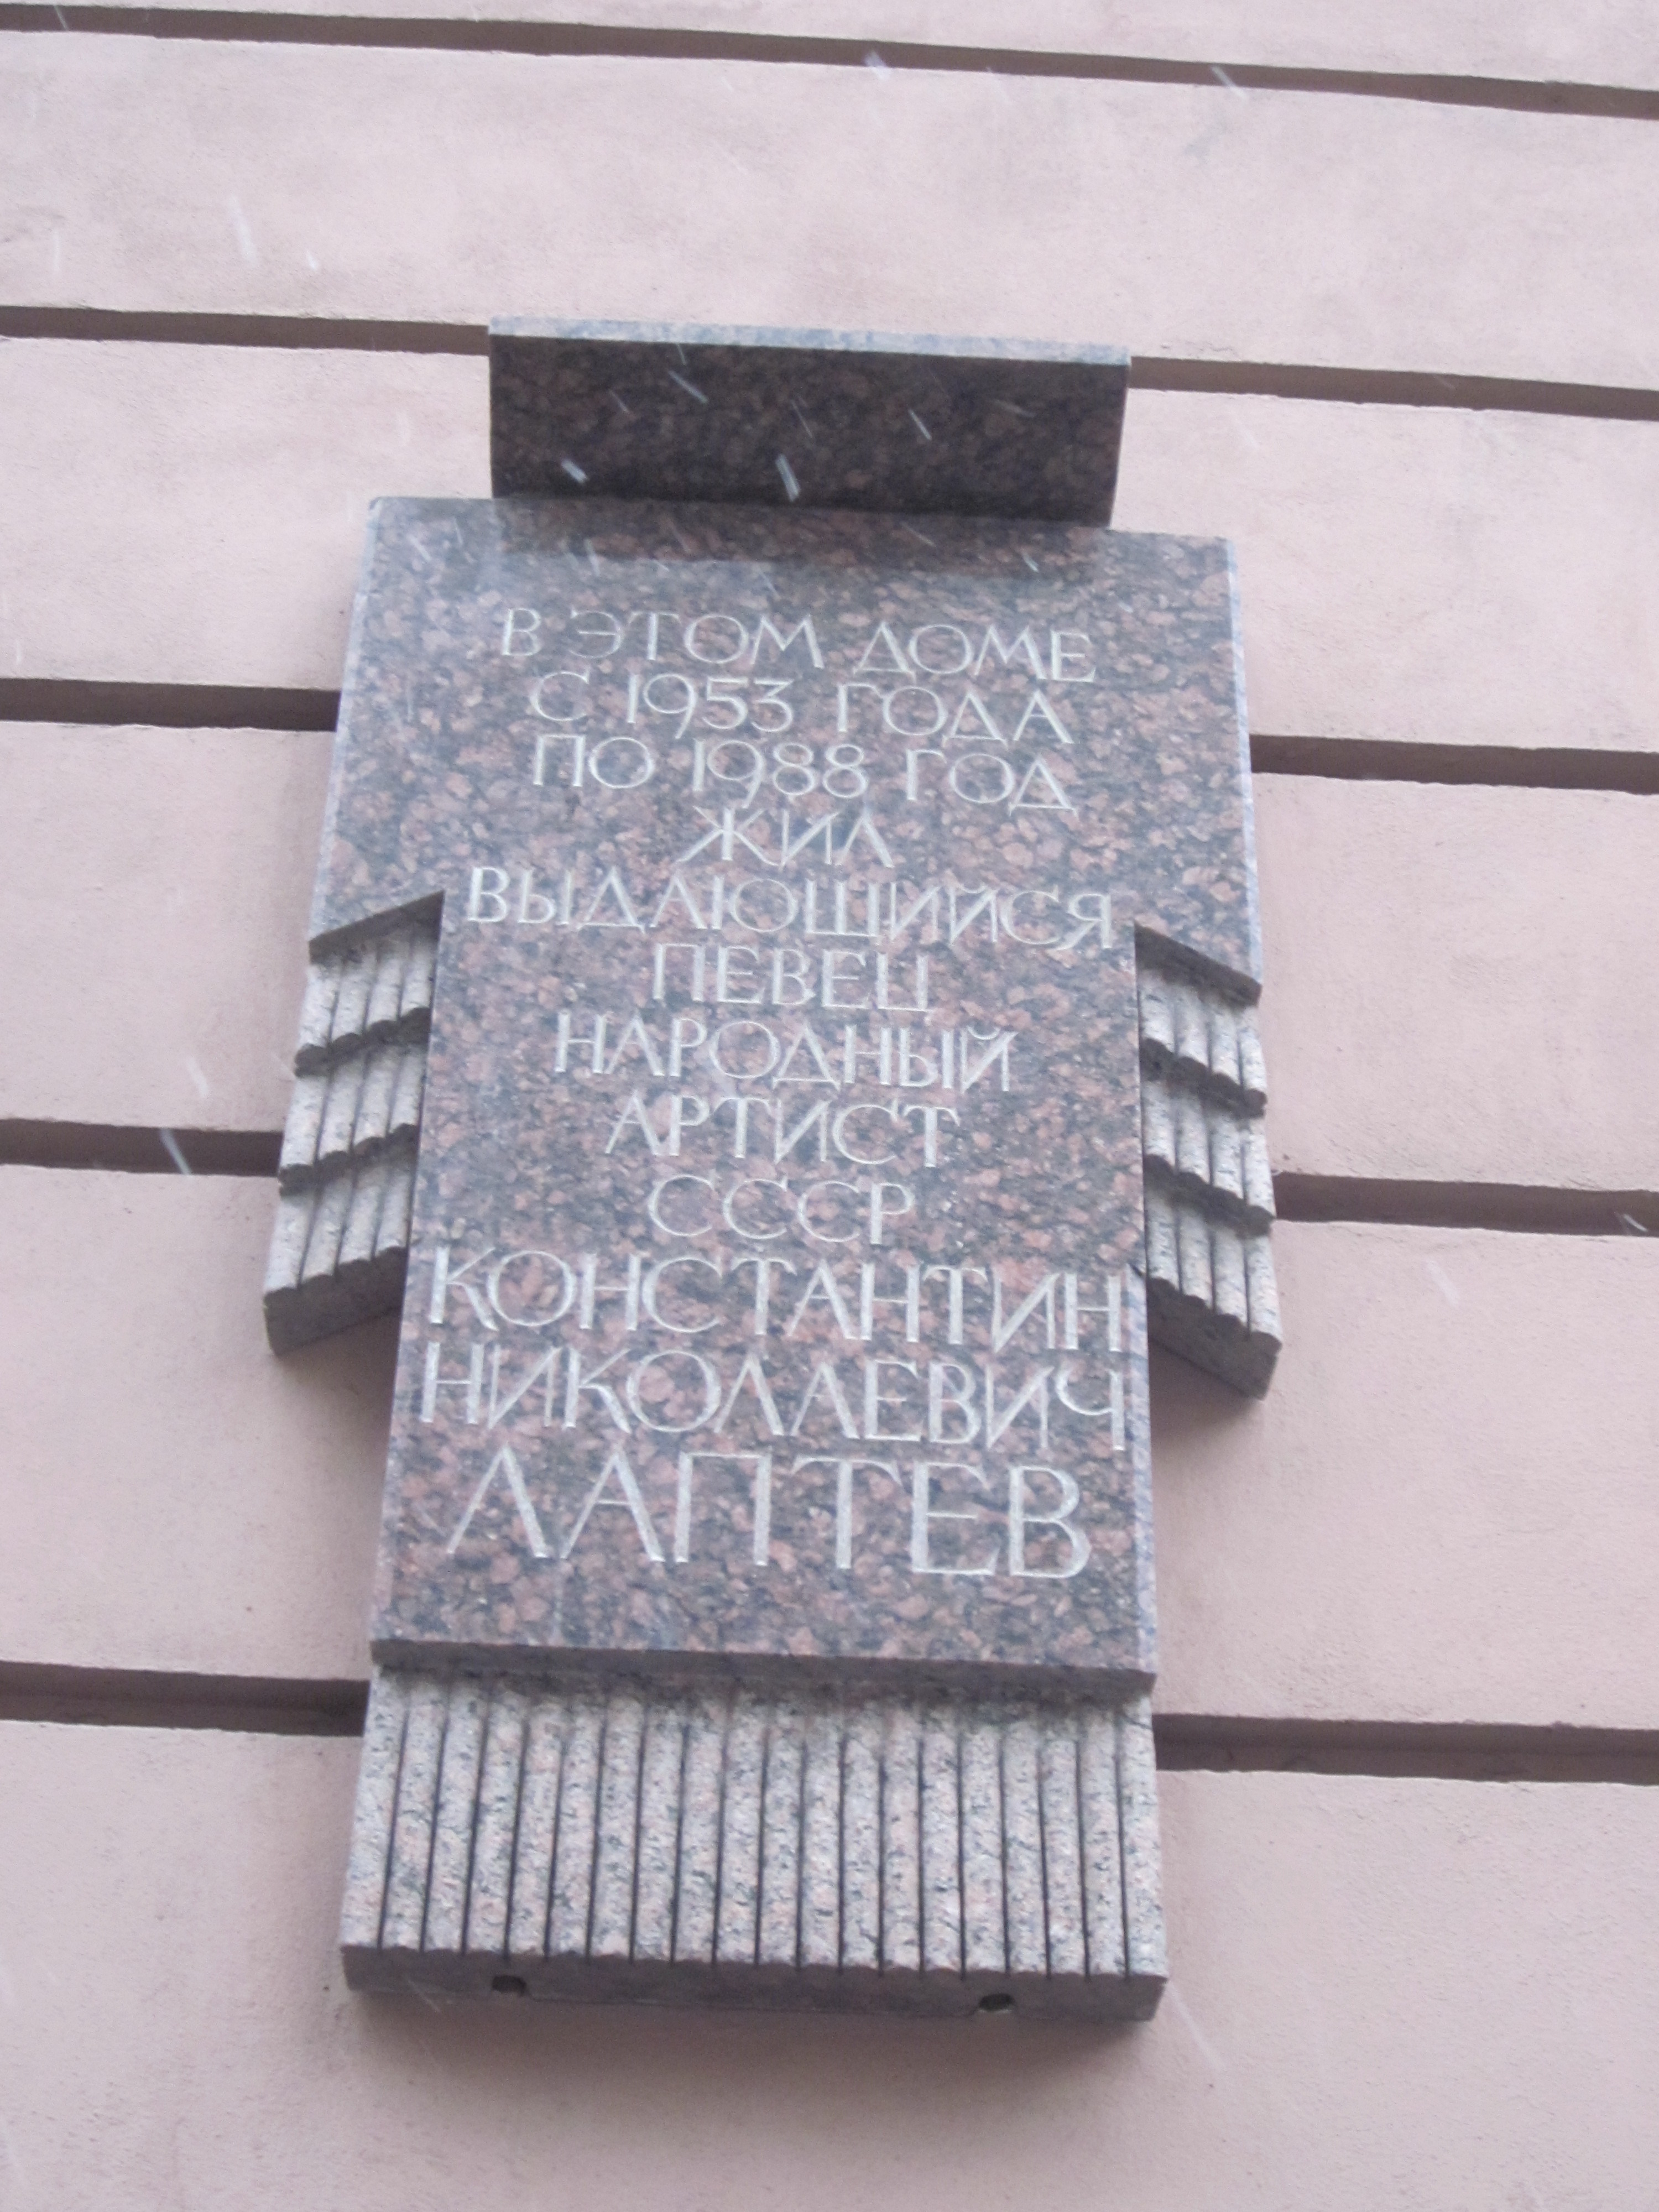 В ЭТОМ ДОМЕ
С 1953 ГОДА
ПО 1988 ГОД
ЖИЛ
ВЫДАЮЩИЙСЯ
ПЕВЕЦ
НАРОДНЫЙ
АРТИСТ
СССР
КОНСТАНТИН
НИКОЛАЕВИЧ
ЛАПТЕВ